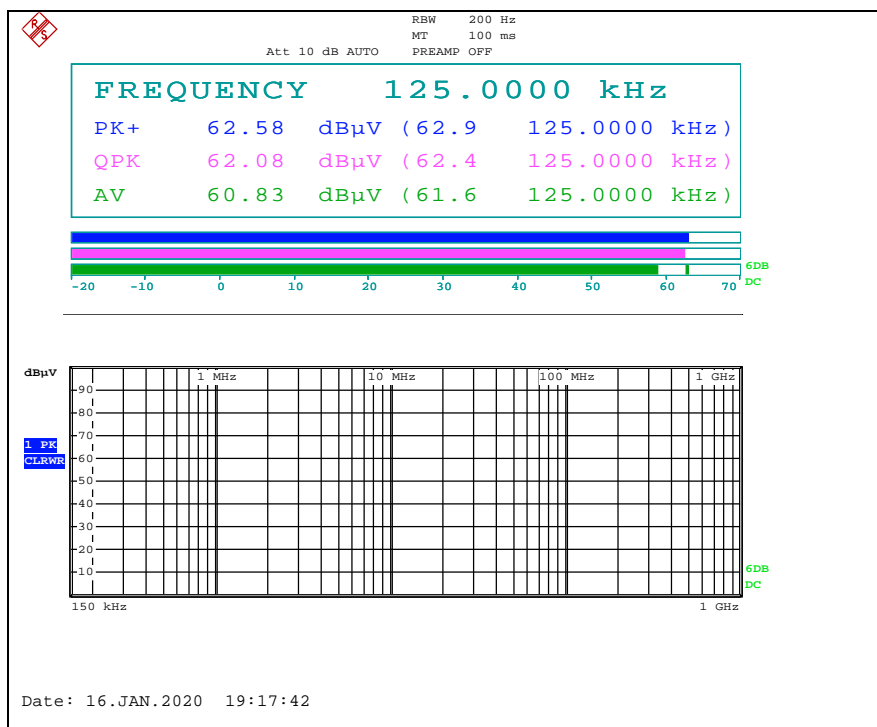 R S
RBW 200 Hz
MT 100 ms
Att 10 dB AUTO PREAMP OFF
FREQUENCY 125.0000 kHz
PK+ 62.58 dBµV (62.9 125.0000 kHz)
QPK 62.08 dBµV (62.4 125.0000 kHz)
AV 60.83 dBµV (61.6 125.0000 kHz)
6DB
-20 -10 0 10 20 30 40 50 60 70 DC
dBµV 1 MHz 10 MHz 100 MHz 1 GHz
90
80
70
1 PK
60
CLRWR
50
40
30
20
10
6DB
DC
150 kHz 1 GHz
Date: 16.JAN.2020 19:17:42